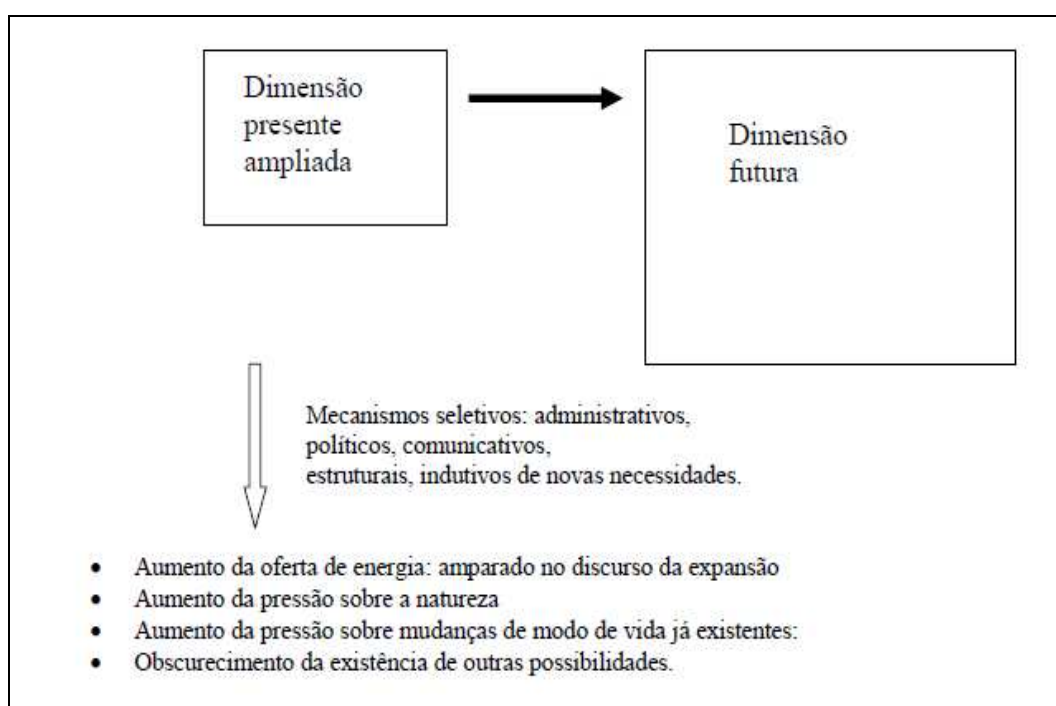 Dimensão
presente
ampliada
Dimensão
futura
Mecanismos seletivos: administrativos,
políticos, comunicativos,
estruturais, indutivos de novas necessidades.
• Aumento da oferta de energia: amparado no discurso da expansão
• Aumento da pressão sobre a natureza
• Aumento da pressão sobre mudanças de modo de vida já existentes:
• Obscurecimento da existência de outras possibilidades.